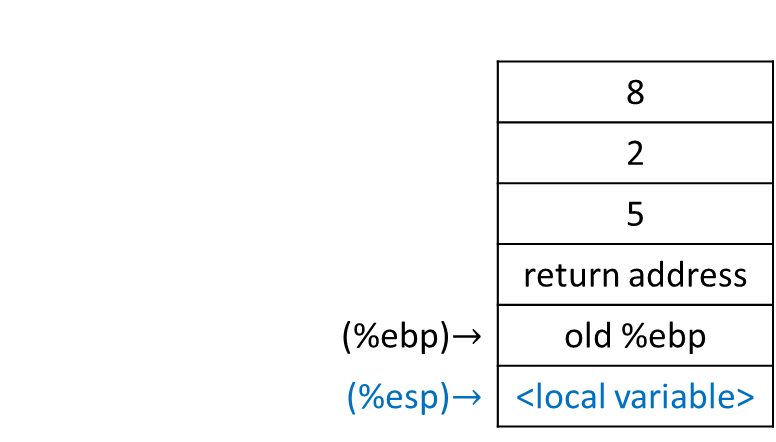 8
2
5
return address
(%ebp)→ old %ebp
(%esp)→ <local variable>